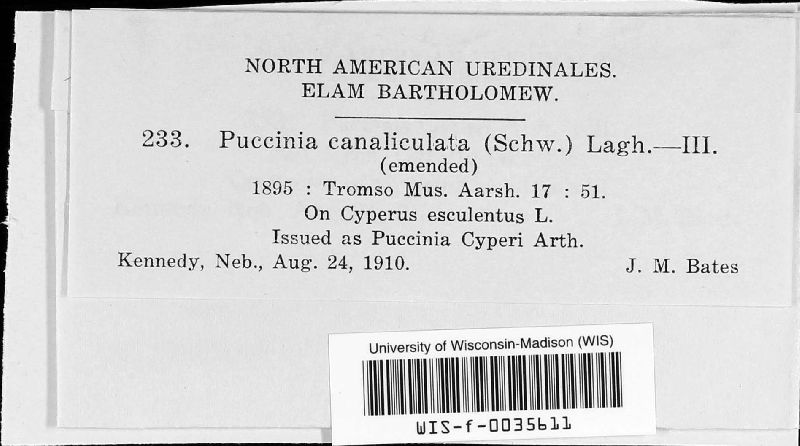 NORTH AMERICAN UREDINALES.
ELAM BARTHOLOMEW.
233. Puccinia canaliculata (Schw.) Lagh.—III.
(emended)
1895 : Tromso Mus. Aarsh. 17 : 51.
On Cyperus esculentus L.
Issued as Puccinia Cyperi Arth.
Kennedy, Neb., Aug. 24, 1910. J. M. Bates
University of Wisconsin-Madison (WIS)
WIS-f-0035611